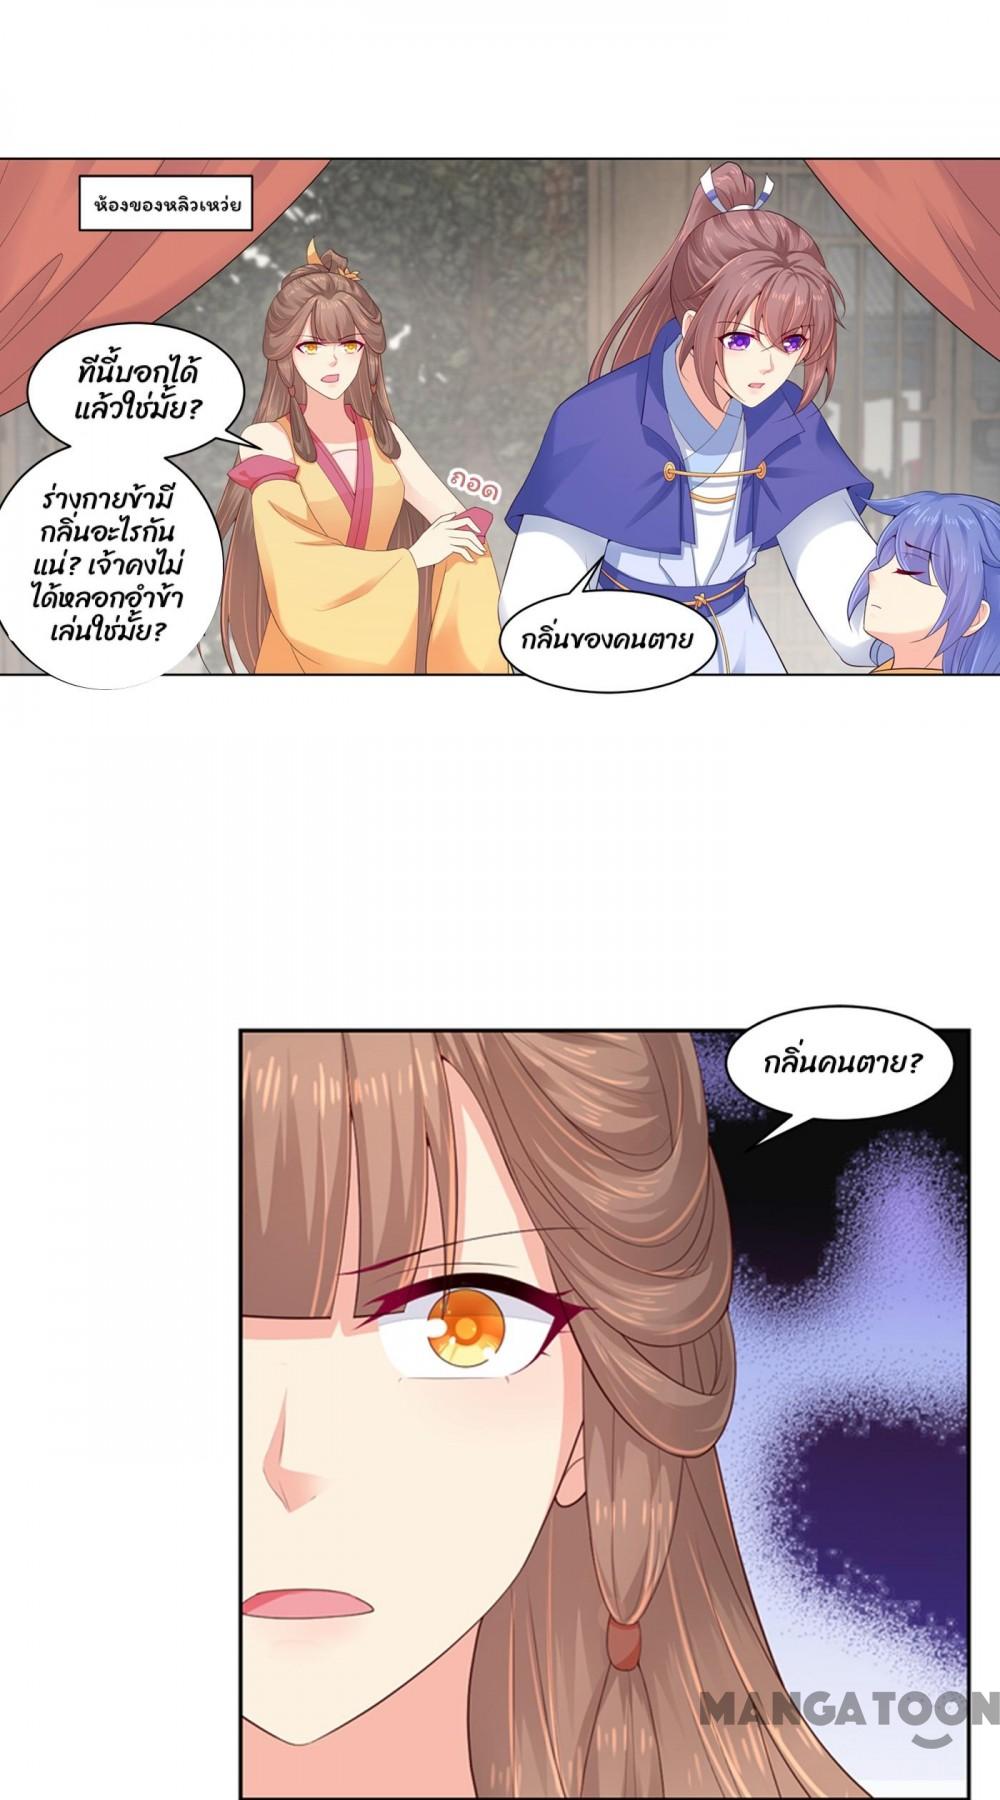 ห้องของหลิวเหว่ย
ทีนี้บอกได้
แล้วใช่มั้ย?
ร่างกายข้ามี
กลิ่นอะไรกัน
แน่? เจ้าคงไม่
ได้หลอกอำข้า
เล่นใช่มั้ย?
ถอด
กลิ่นของคนตาย
กลิ่นคนตาย?
MANGATOON